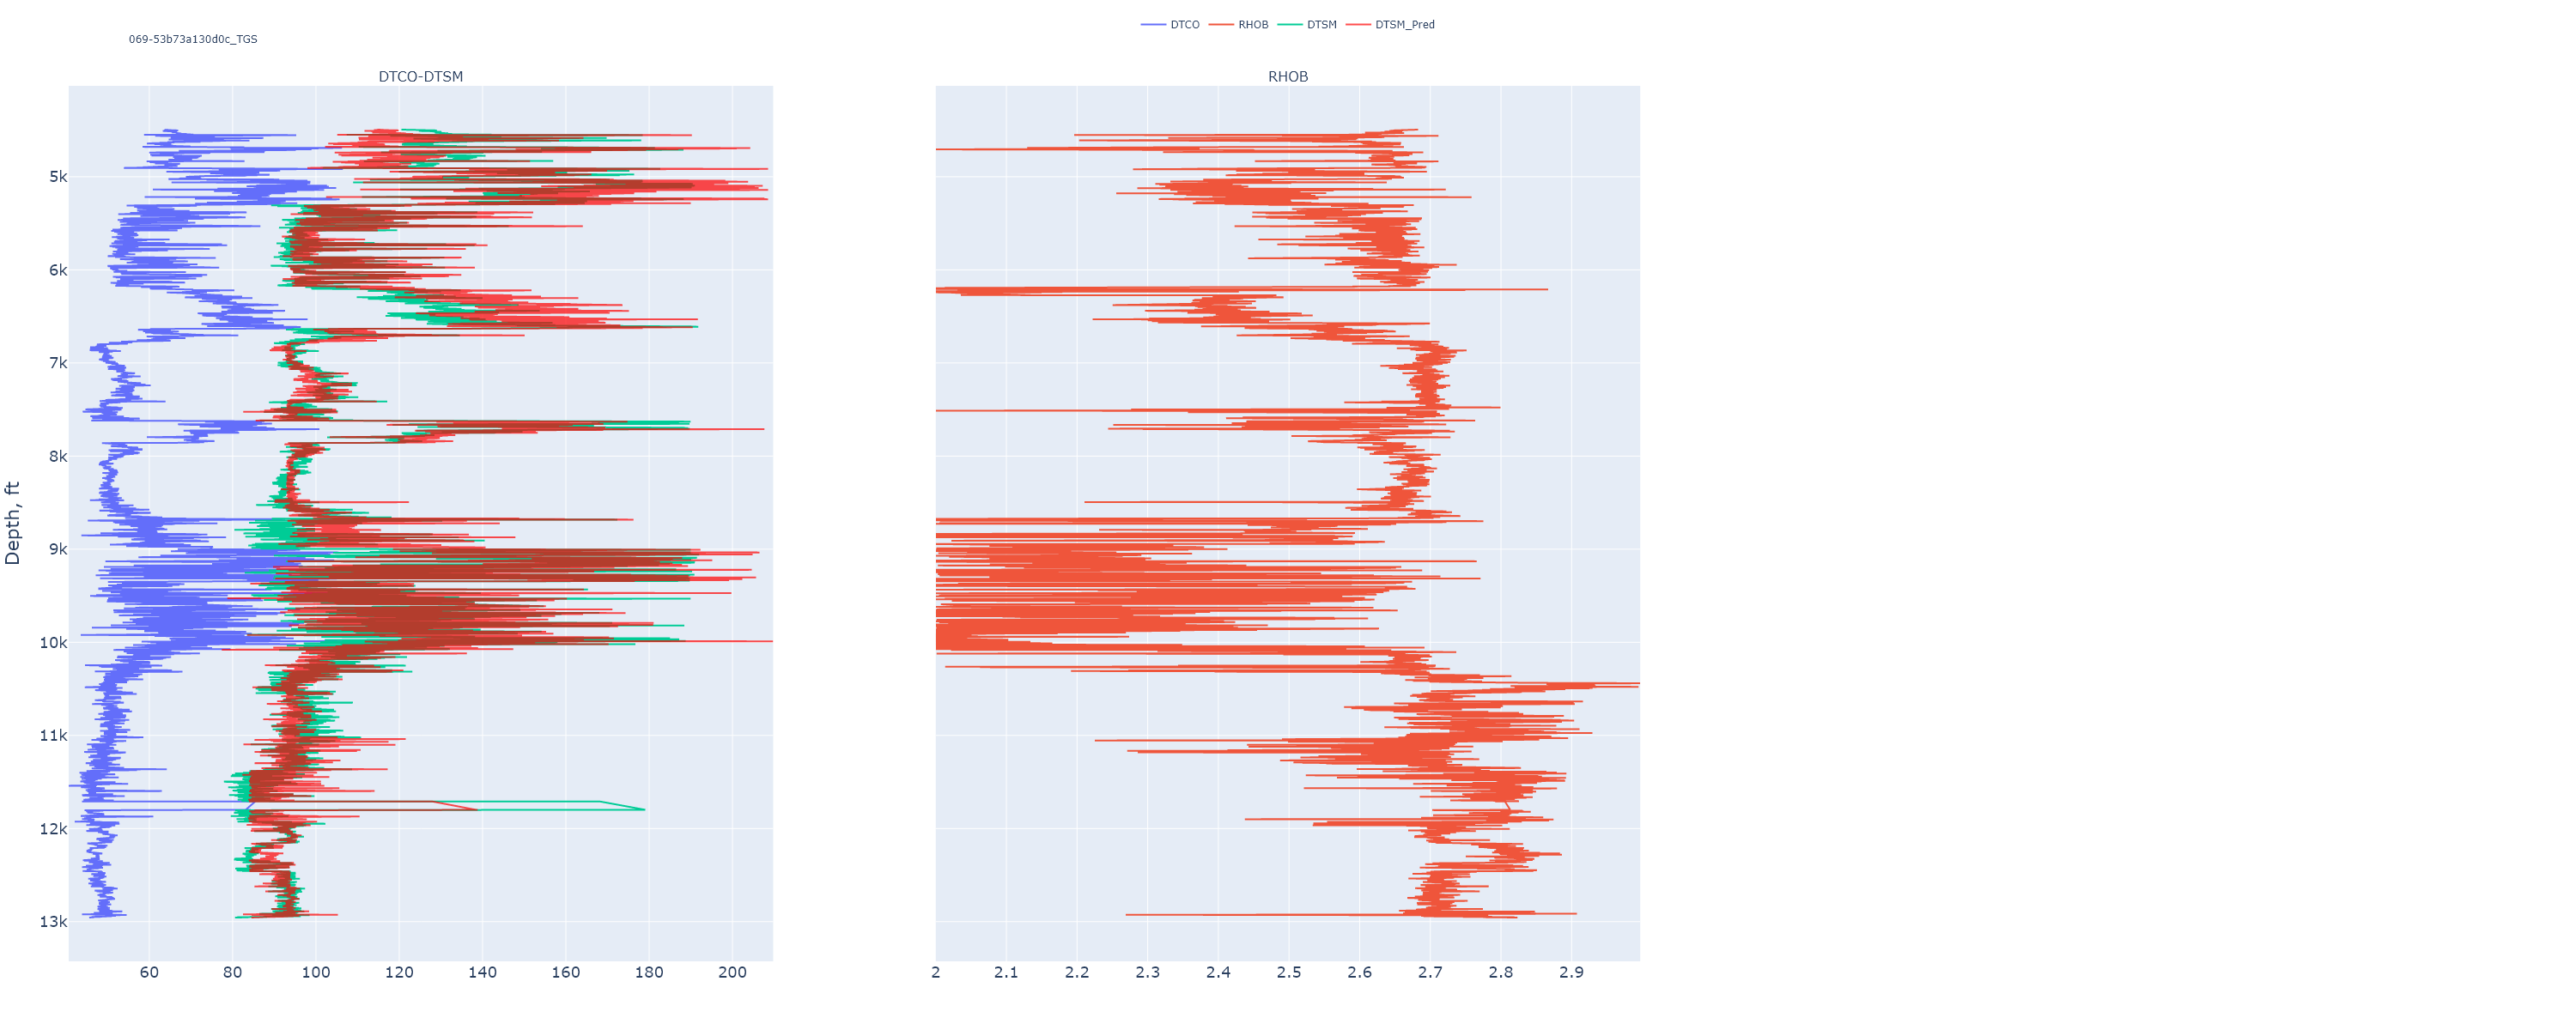 DTCO RHOB DTSM DTSM_Pred
069-53b73a130d0c_TGS
DTCO-DTSM
RHOB
Depth, ft
5k
6k
7k
8k
9k
10k
11k
12k
13k
60 80 100 120 140 160 180 200
2 2.1 2.2 2.3 2.4 2.5 2.6 2.7 2.8 2.9